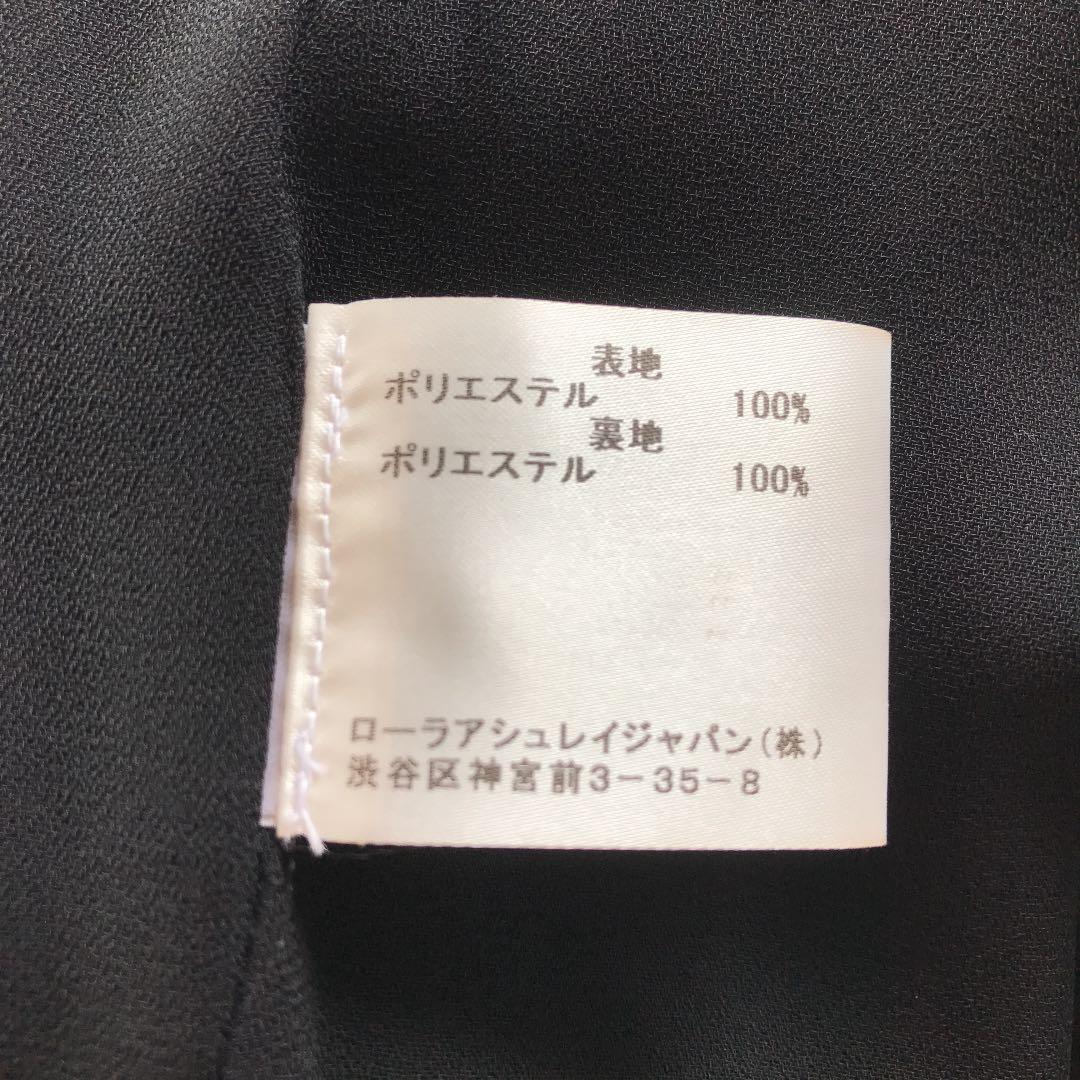 表地
ポリエステル 100%
裏地
ポリエステル 100%
ローラアシュレイジャパン(株)
渋谷区神宮前3-35-8